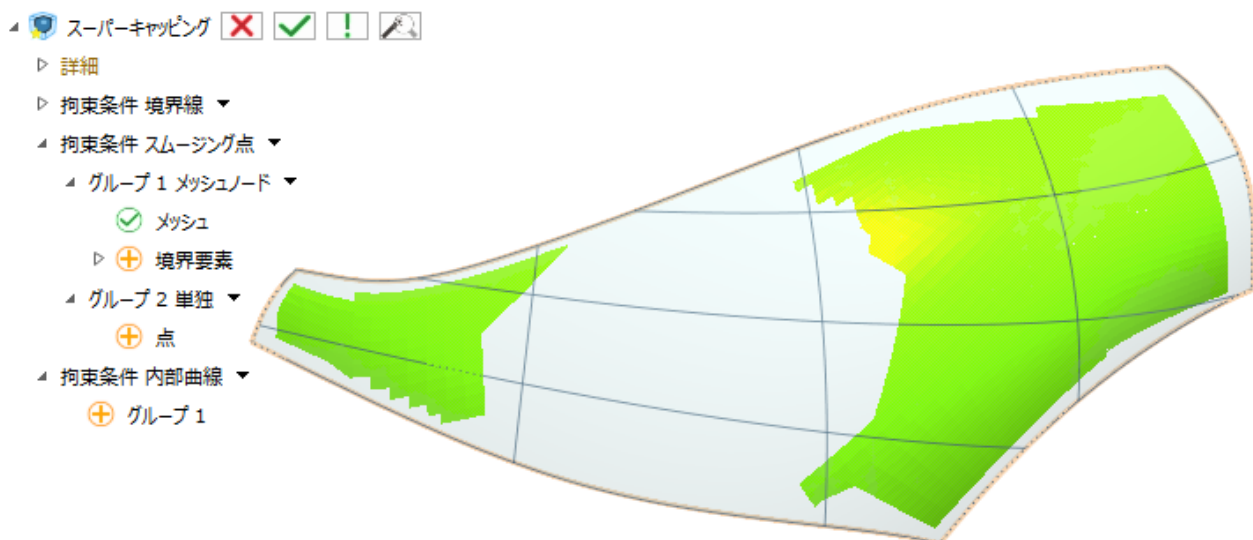 スーパーキャッピング
詳細
拘束条件 境界線
拘束条件 スムージング点
グループ 1 メッシュノード
メッシュ
境界要素
グループ 2 単独
点
拘束条件 内部曲線
グループ 1